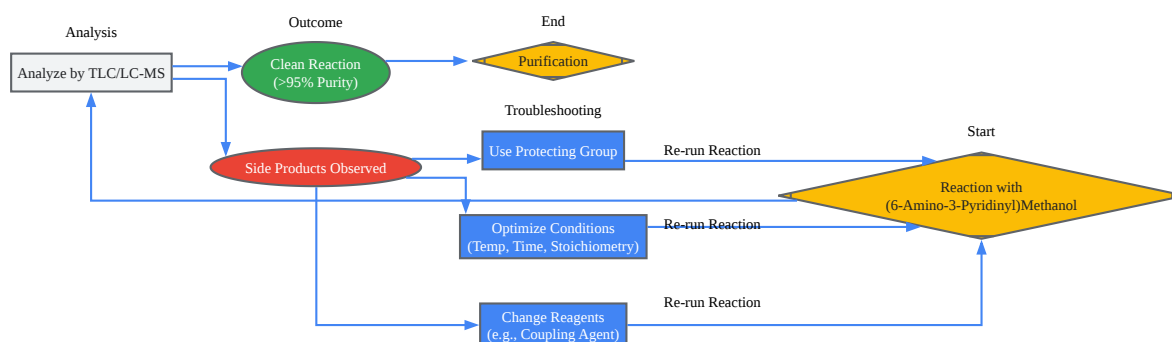 Analysis
Outcome
End
Analyze by TLC/LC-MS
Clean Reaction
(>95% Purity)
Purification
Troubleshooting
Start
Use Protecting Group
Re-run Reaction
Side Products Observed
Reaction with
(6-Amino-3-Pyridinyl)Methanol
Optimize Conditions
(Temp, Time, Stoichiometry)
Re-run Reaction
Change Reagents
(e.g., Coupling Agent)
Re-run Reaction